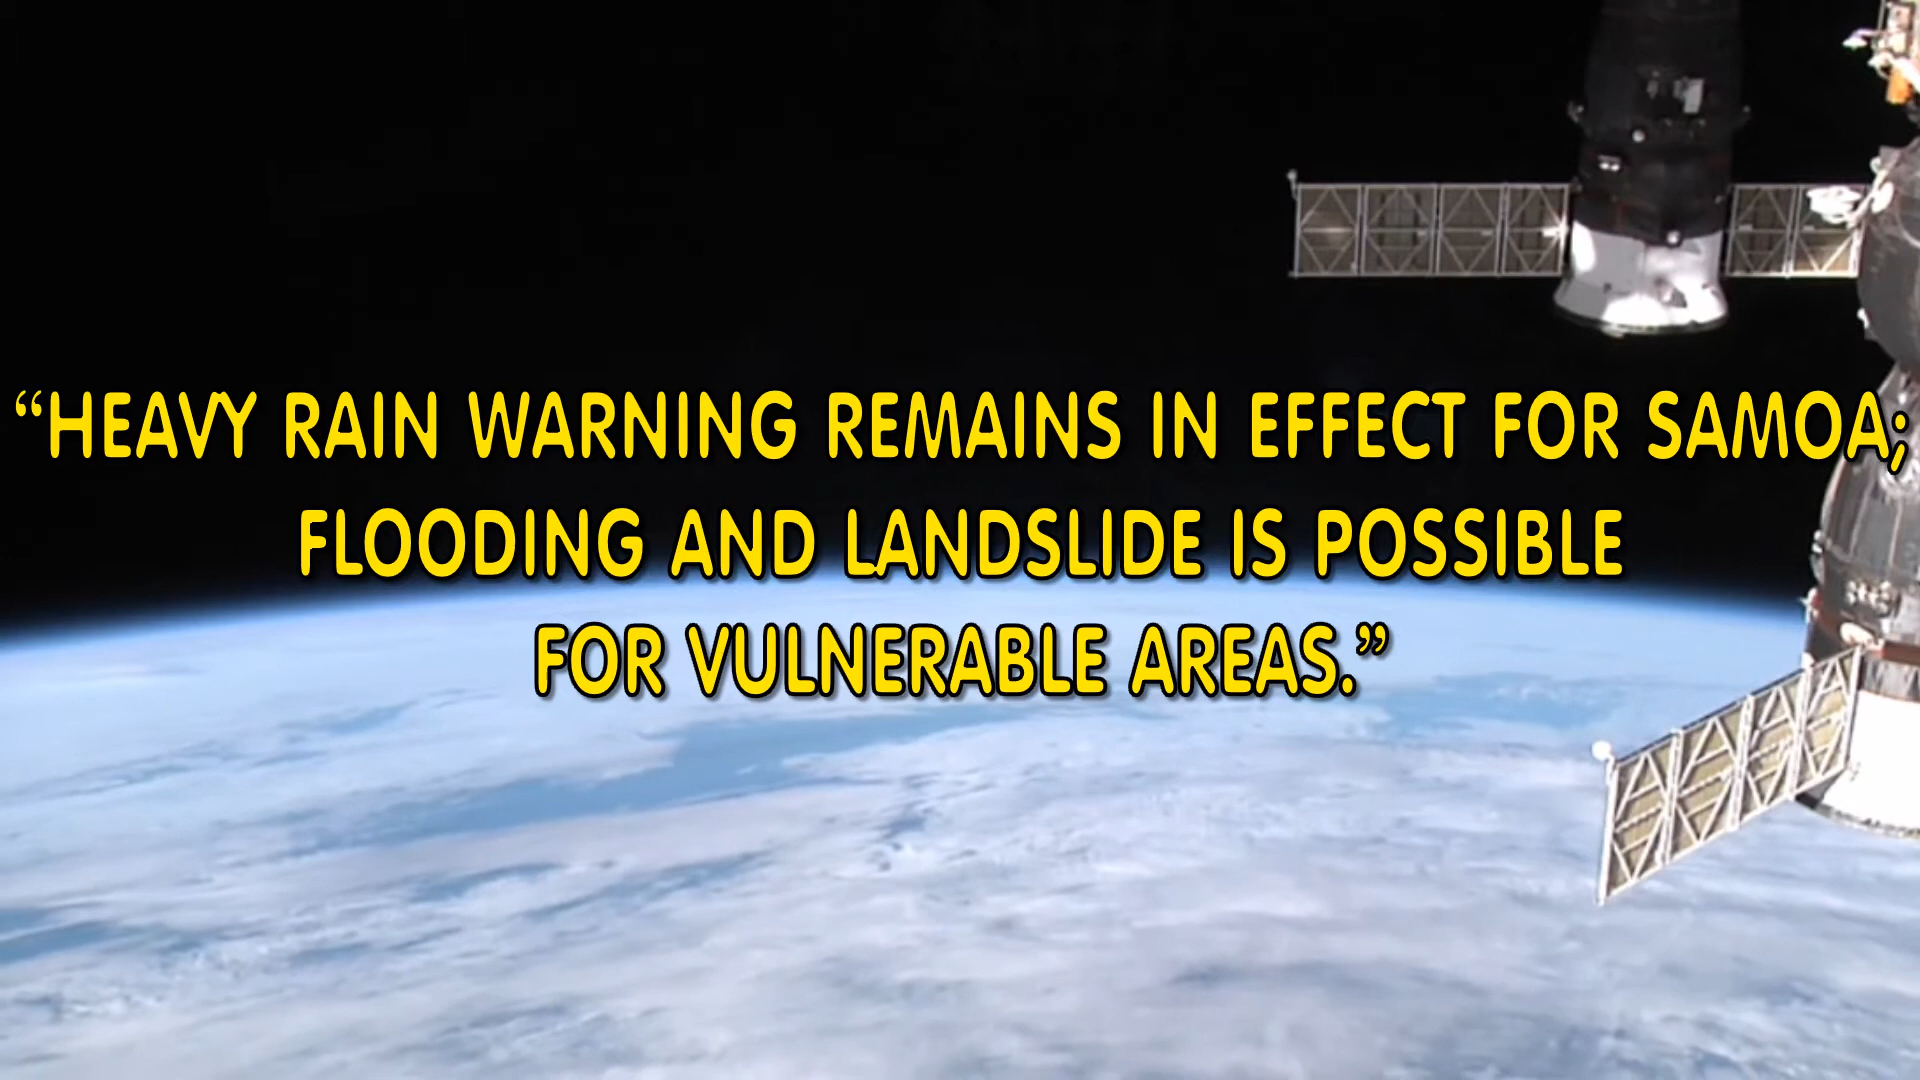 “HEAVY RAIN WARNING REMAINS IN EFFECT FOR SAMOA;
FLOODING AND LANDSLIDE IS POSSIBLE
FOR VULNERABLE AREAS.”